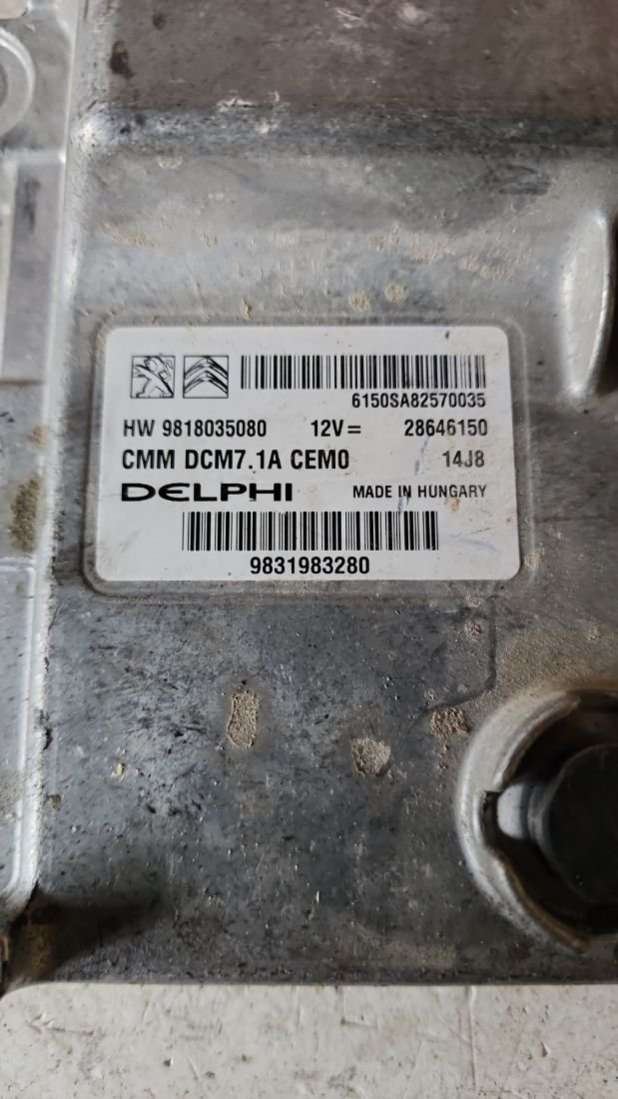 6150SA82570035
HW 9818035080 12V= 28646150
CMM DCM7.1A CEM0 14J8
DELPHI MADE IN HUNGARY
9831983280